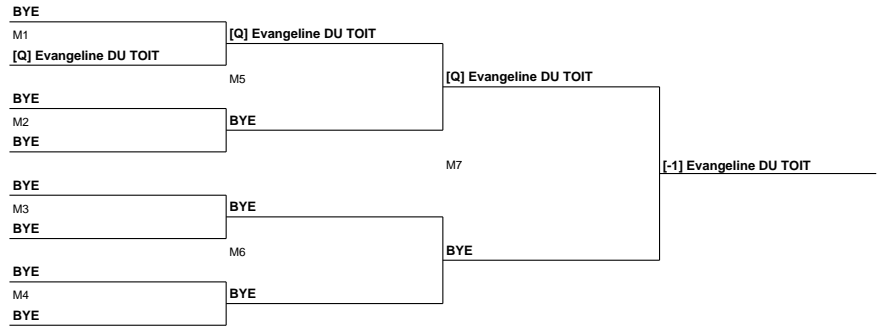 BYE
M1
[Q] Evangeline DU TOIT
[Q] Evangeline DU TOIT
M5
[Q] Evangeline DU TOIT
BYE
M2
BYE
BYE
M7
[-1] Evangeline DU TOIT
BYE
M3
BYE
BYE
M6
BYE
BYE
M4
BYE
BYE